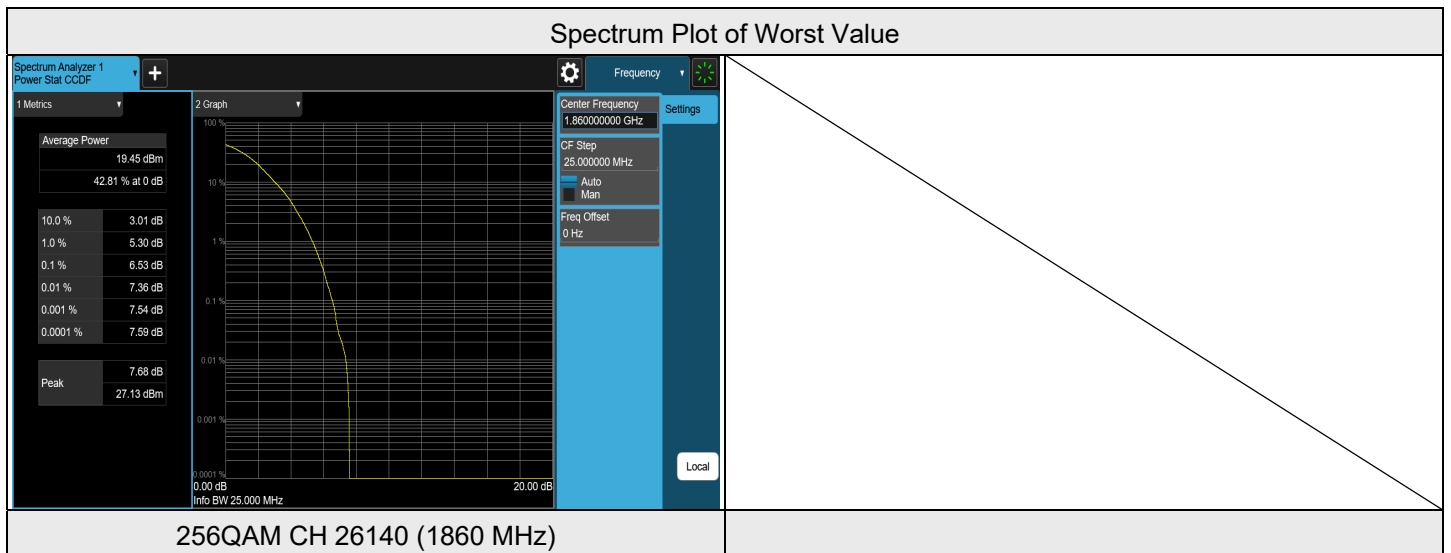 Spectrum Plot of Worst Value
Spectrum Analyzer 1
Power Stat CCDF
+
Frequency
1 Metrics
2 Graph
Average Power
19.45 dBm
42.81 % at 0 dB
10.0 % 3.01 dB
1.0 % 5.30 dB
0.1 % 6.53 dB
0.01 % 7.36 dB
0.001 % 7.54 dB
0.0001 % 7.59 dB
Peak
7.68 dB
27.13 dBm
100 %
10 %
1 %
0.1 %
0.01 %
0.001 %
0.0001 %
0.00 dB 20.00 dB
Info BW 25.000 MHz
Center Frequency
1.860000000 GHz
Settings
CF Step
25.000000 MHz
Auto
Man
Freq Offset
0 Hz
Local
256QAM CH 26140 (1860 MHz)